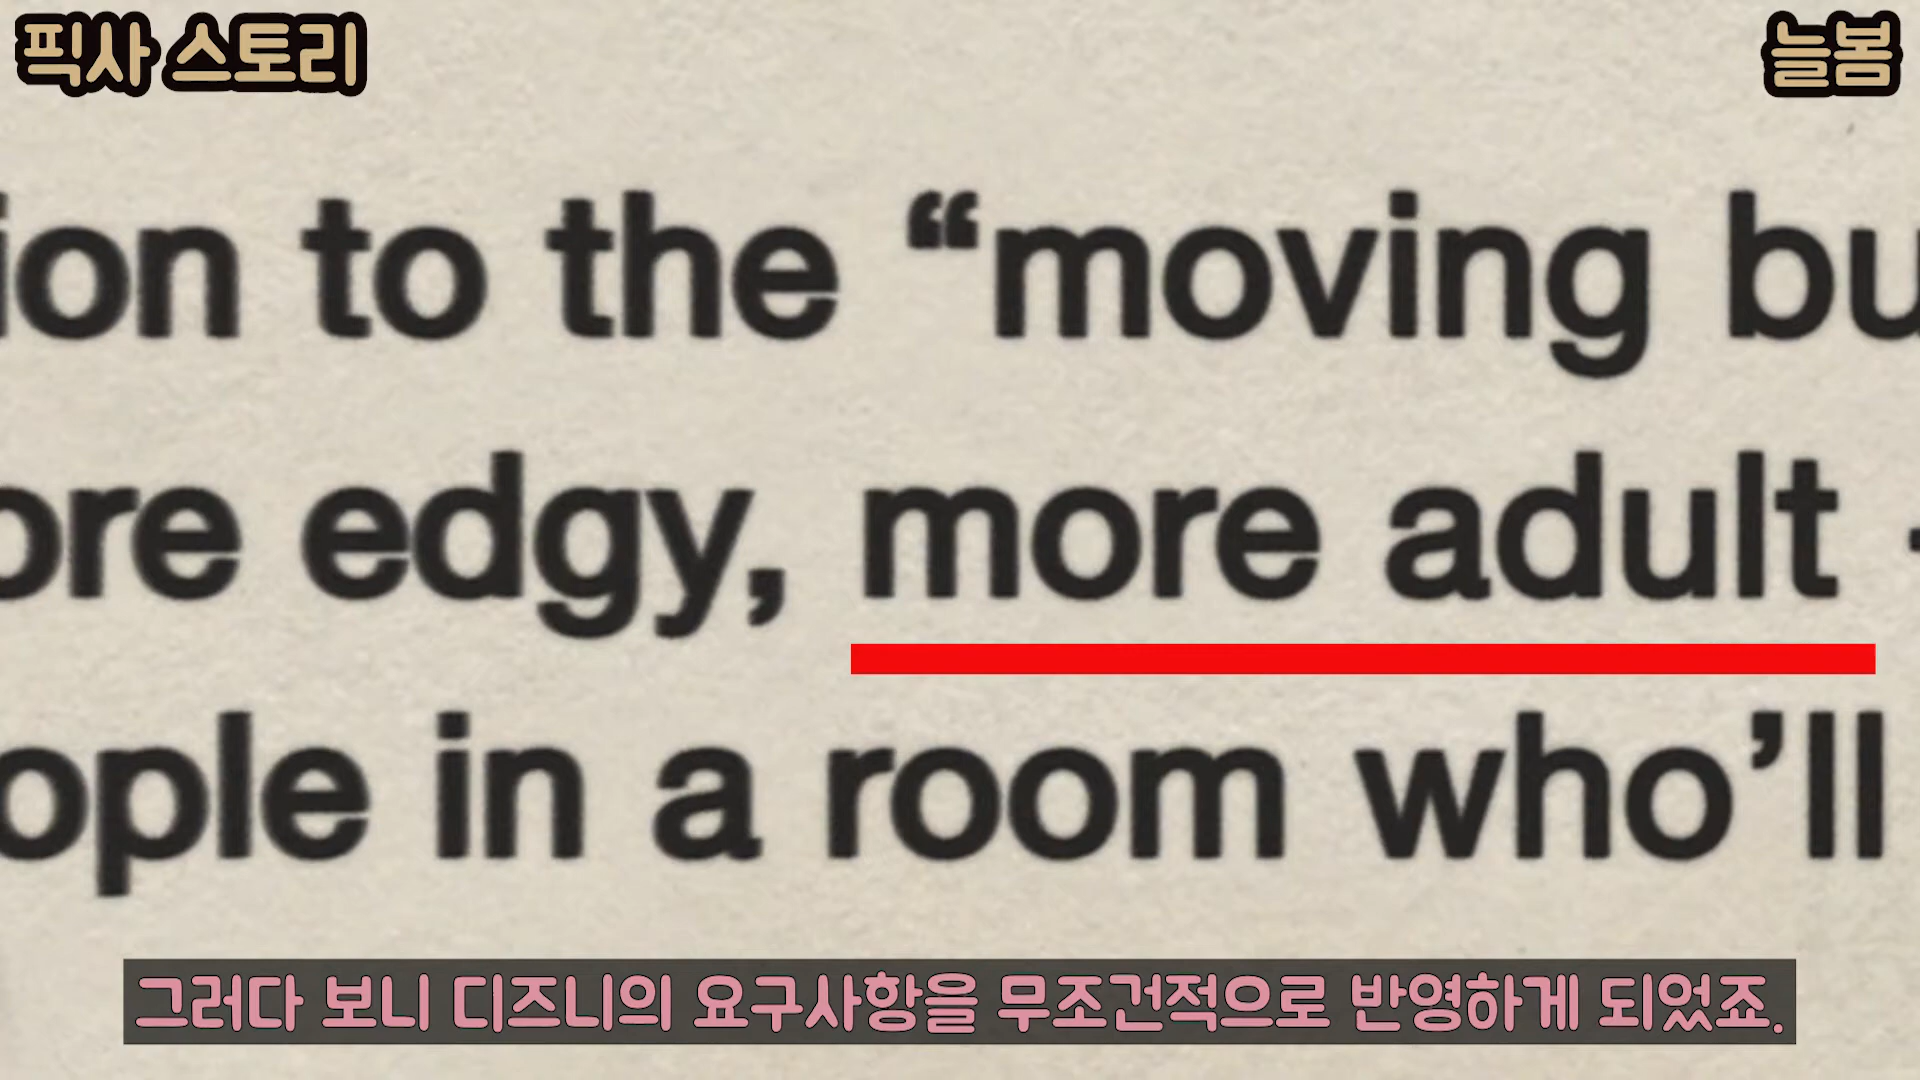 픽사 스토리
늘봄
ion to the “moving bu
ore edgy, more adult
ople in a room who’ll
그러다 보니 디즈니의 요구사항을 무조건적으로 반영하게 되었죠.